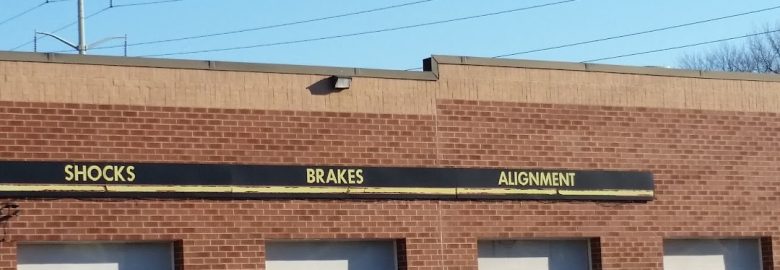 SHOCKS BRAKES ALIGNMENT